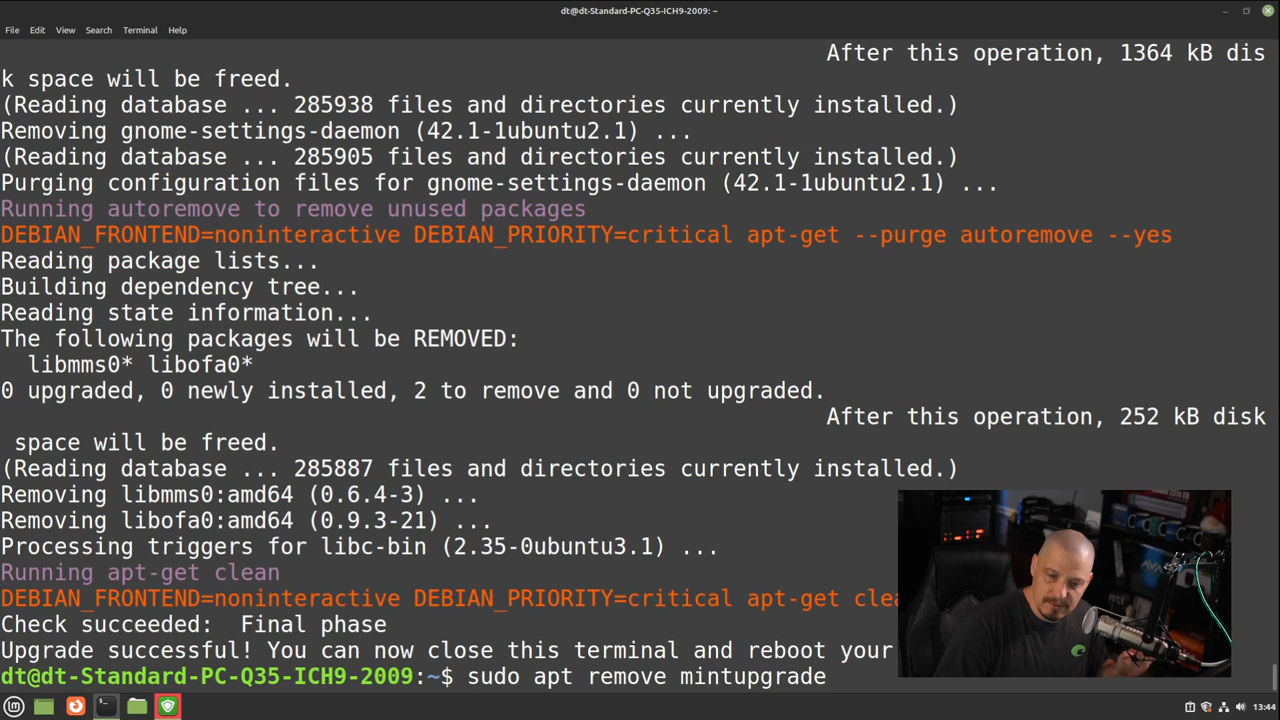 dt@dt-Standard-PC-Q35-ICH9-2009: ~
File Edit View Search Terminal Help
After this operation, 1364 kB dis
k space will be freed.
(Reading database ... 285938 files and directories currently installed.)
Removing gnome-settings-daemon (42.1-1ubuntu2.1) ...
(Reading database ... 285905 files and directories currently installed.)
Purging configuration files for gnome-settings-daemon (42.1-1ubuntu2.1) ...
Running autoremove to remove unused packages
DEBIAN_FRONTEND=noninteractive DEBIAN_PRIORITY=critical apt-get --purge autoremove --yes
Reading package lists...
Building dependency tree...
Reading state information...
The following packages will be REMOVED:
libmms0* libofa0*
0 upgraded, 0 newly installed, 2 to remove and 0 not upgraded.
After this operation, 252 kB disk
space will be freed.
(Reading database ... 285887 files and directories currently installed.)
Removing libmms0:amd64 (0.6.4-3) ...
Removing libofa0:amd64 (0.9.3-21) ...
Processing triggers for libc-bin (2.35-0ubuntu3.1) ...
Running apt-get clean
DEBIAN_FRONTEND=noninteractive DEBIAN_PRIORITY=critical apt-get clea
Check succeeded: Final phase
Upgrade successful! You can now close this terminal and reboot your
dt@dt-Standard-PC-Q35-ICH9-2009:~$ sudo apt remove mintupgrade
13:44